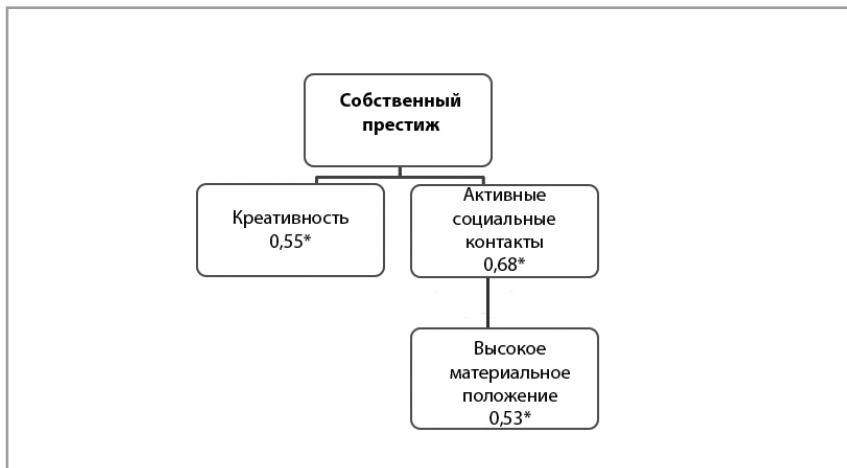 Собственный
престиж
Креативность
0,55*
Активные
социальные
контакты
0,68*
Высокое
материальное
положение
0,53*